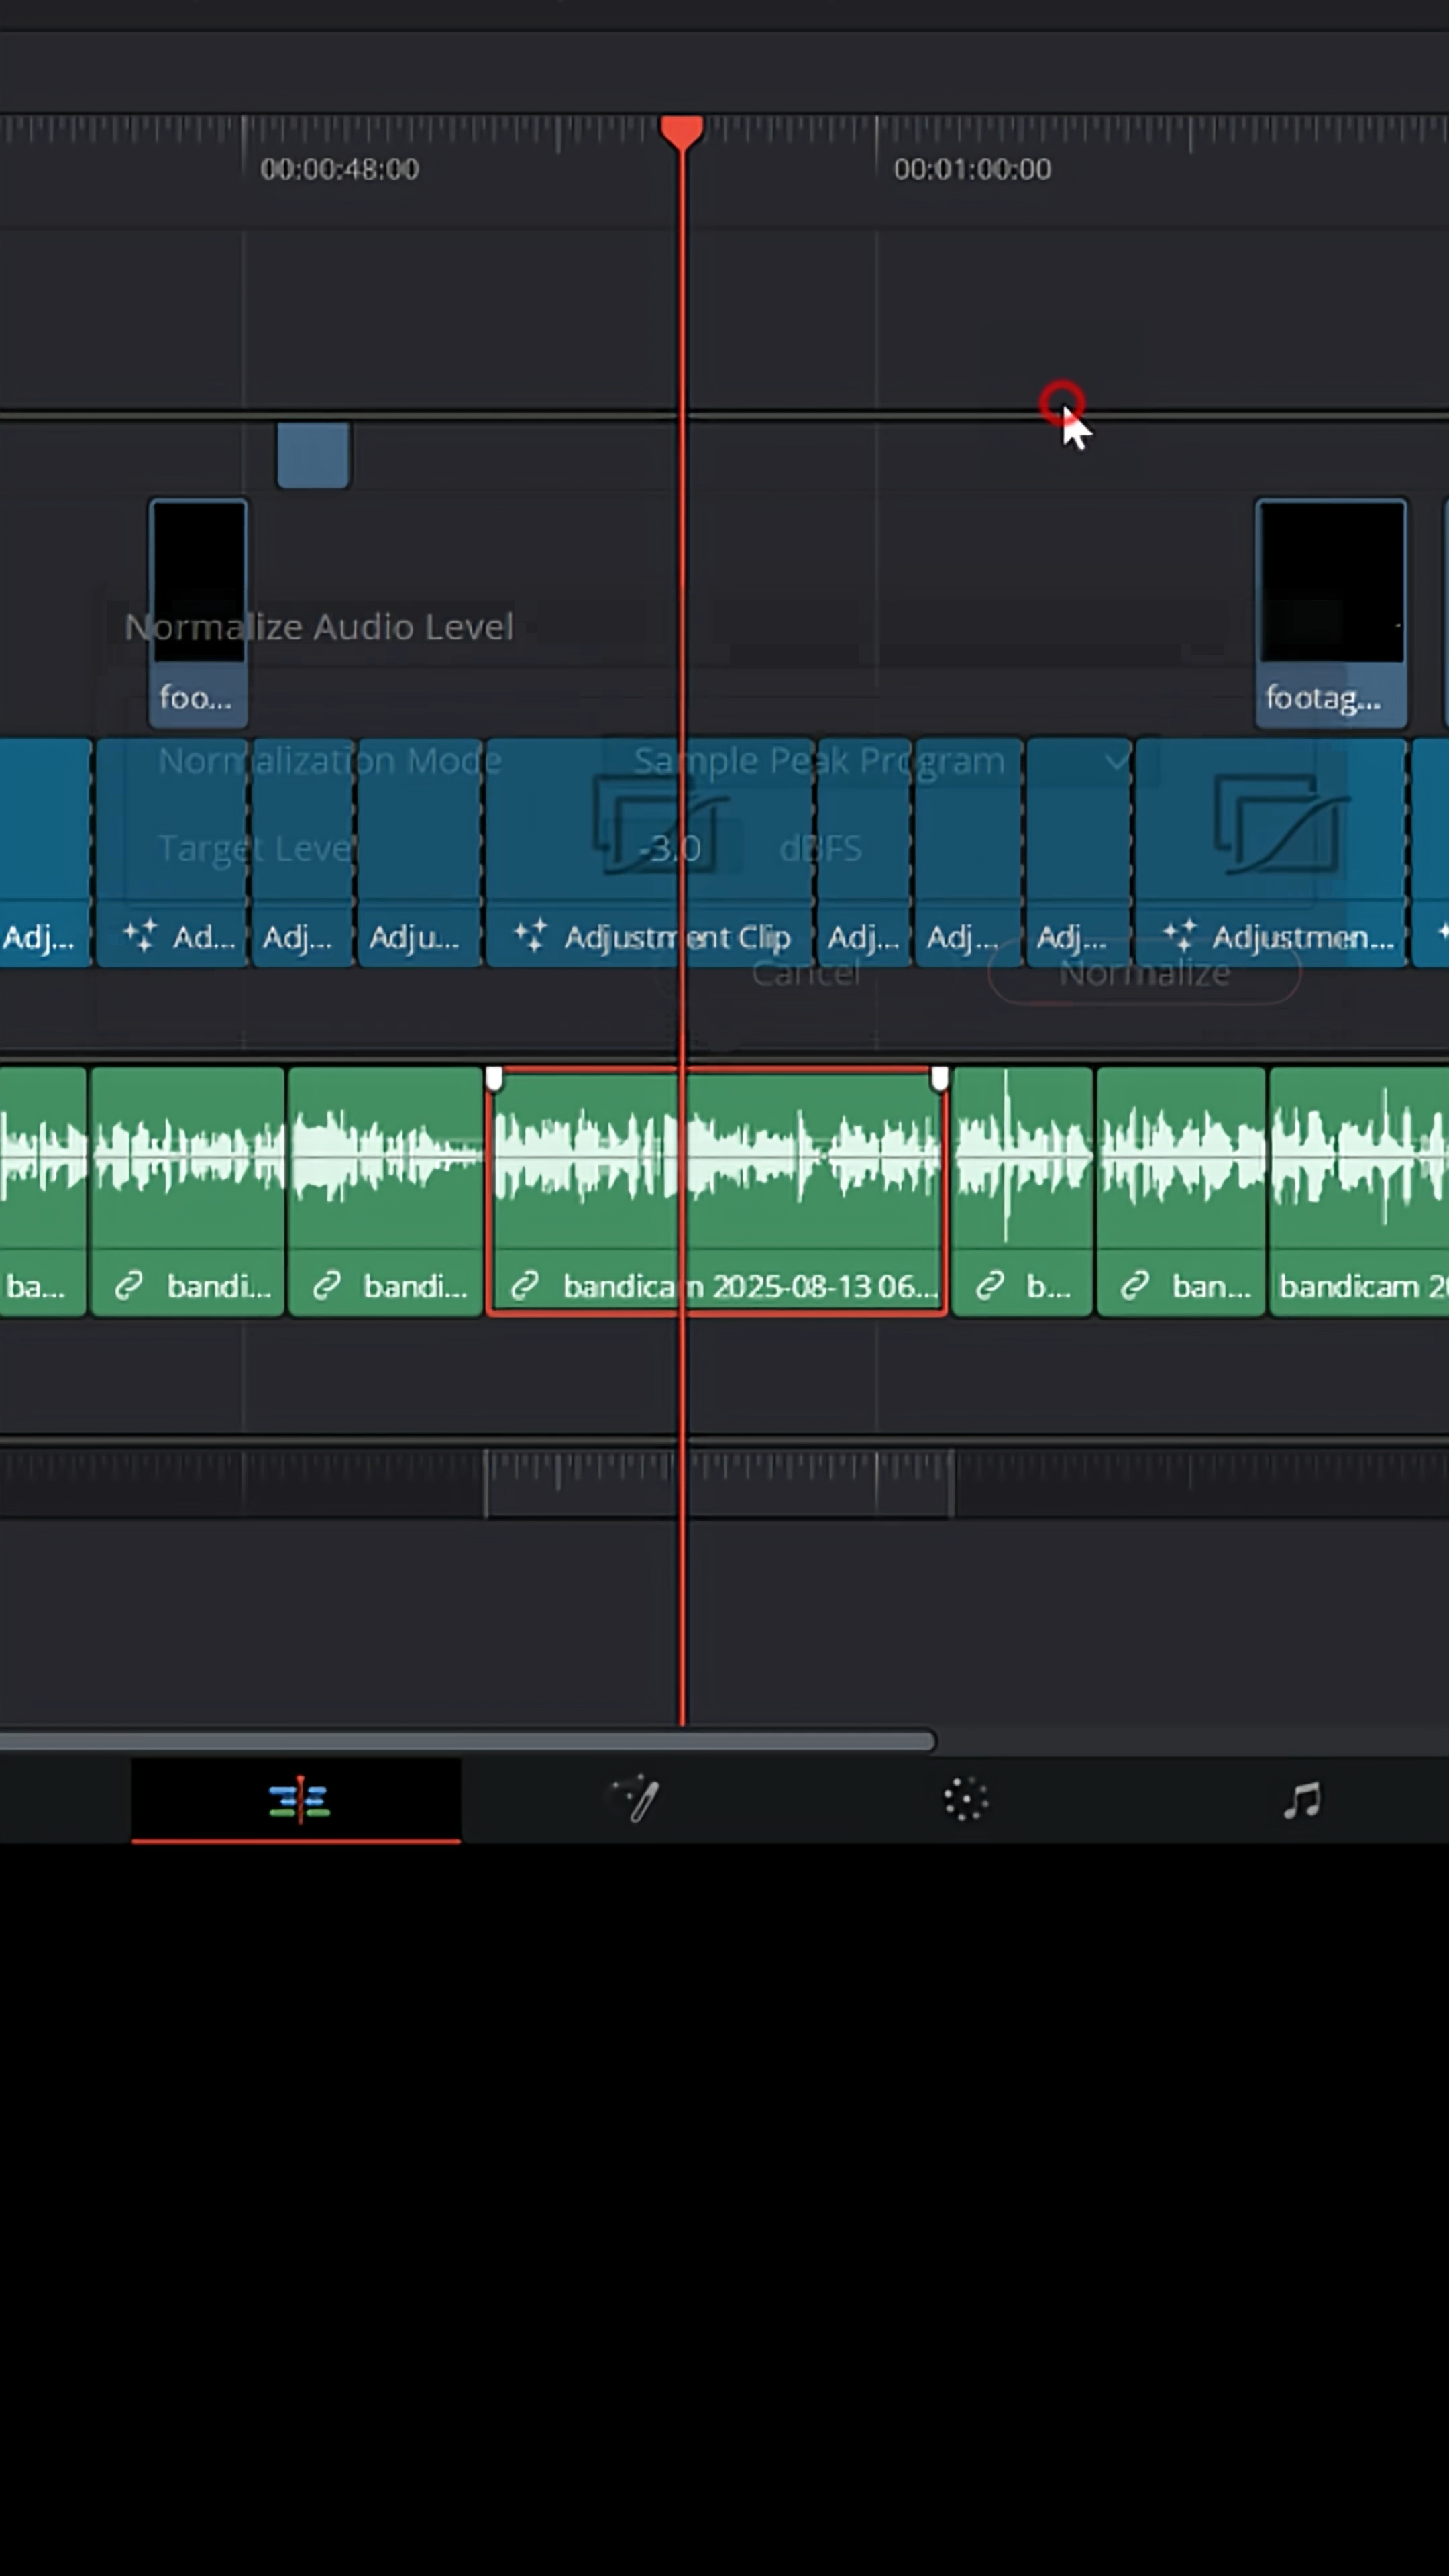 00:00:48:00 00:01:00:00
Normalize Audio Level
foo... footag...
Normalization Mode Sample Peak Program
Target Level -3.0 dBFS
Adj... Ad... Adj... Adju... Adjustment Clip Adj... Adj... Adj... Adjustmen...
Cancel Normalize
ba... bandi... bandi... bandicam 2025-08-13 06... b... ban... bandicam 20